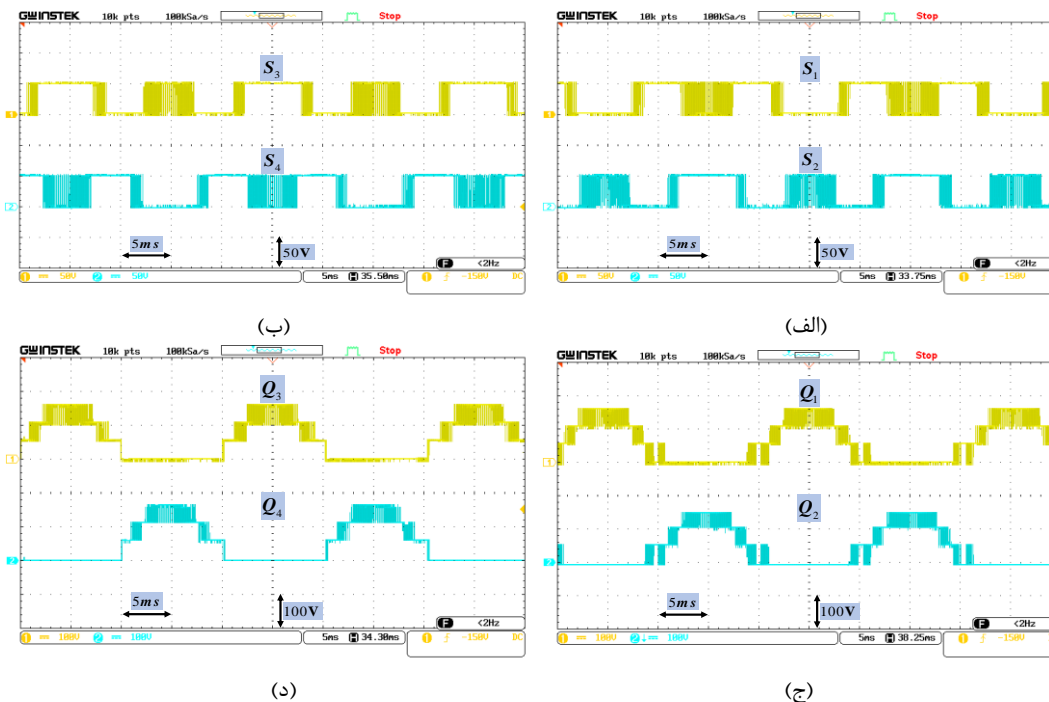 GWINSTEK 10k pts 100kSa/s Stop
S3
S4
5ms
50V
F <2Hz
1 50V 2 50V 5ms H 35.50ms 1 -150V DC
(ب)
GWINSTEK 10k pts 100kSa/s Stop
S1
S2
5ms
50V
F <2Hz
1 50V 2 50V 5ms H 33.75ms 1 -150V DC
(الف)
GWINSTEK 10k pts 100kSa/s Stop
Q3
Q4
5ms
100V
F <2Hz
1 100V 2 100V 5ms H 34.30ms 1 -150V DC
(د)
GWINSTEK 10k pts 100kSa/s Stop
Q1
Q2
5ms
100V
F <2Hz
1 100V 2 100V 5ms H 38.25ms 1 -150V DC
(ج)